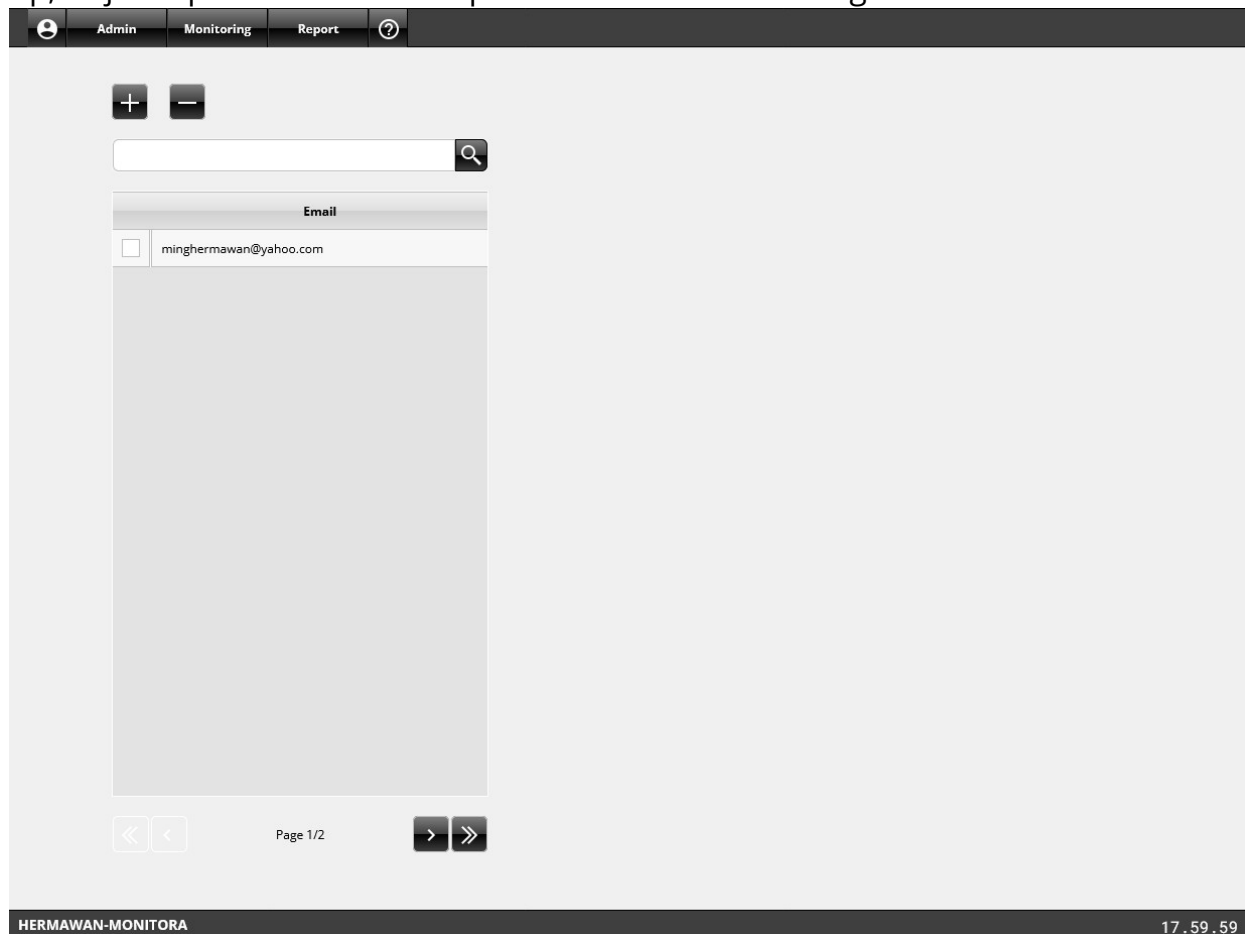 Admin Monitoring Report
Email
minghermawan@yahoo.com
Page 1/2
HERMAWAN-MONITORA 17.59.59